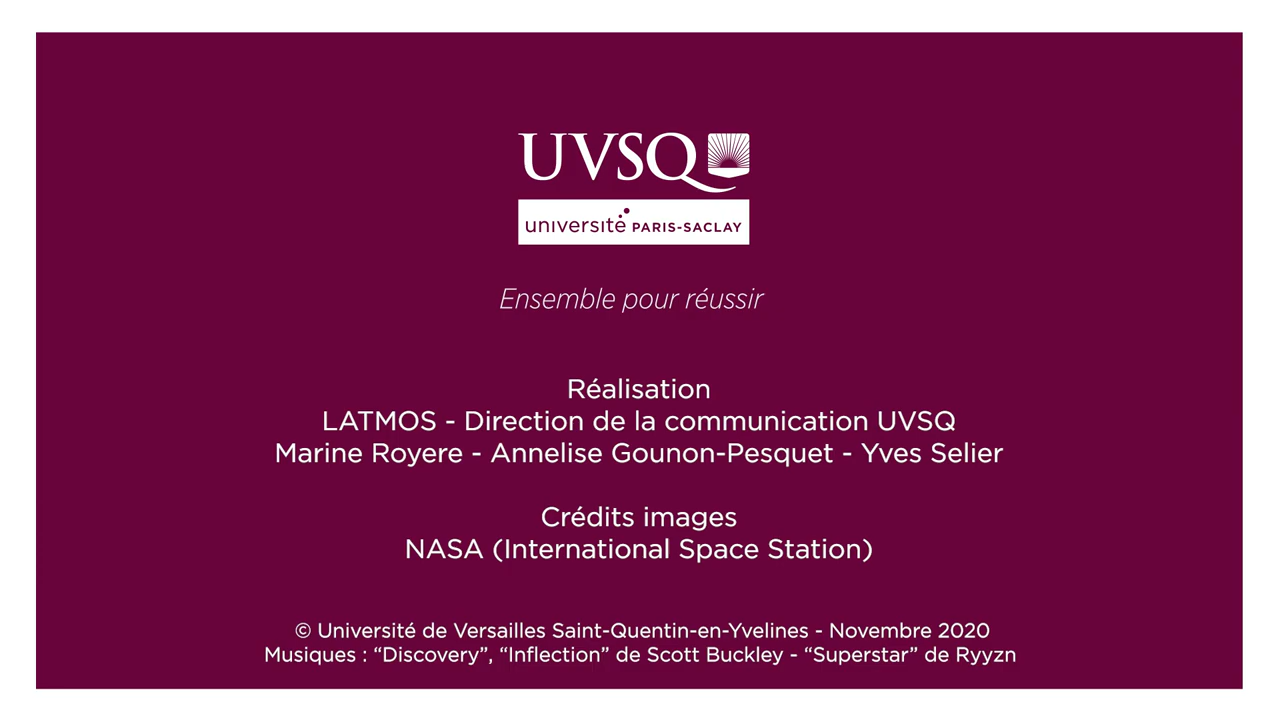 UVSQ
université PARIS-SACLAY
Ensemble pour réussir
Réalisation
LATMOS - Direction de la communication UVSQ
Marine Royere - Annelise Gounon-Pesquet - Yves Selier
Crédits images
NASA (International Space Station)
© Université de Versailles Saint-Quentin-en-Yvelines - Novembre 2020
Musiques : “Discovery”, “Inflection” de Scott Buckley - “Superstar” de Ryyzn